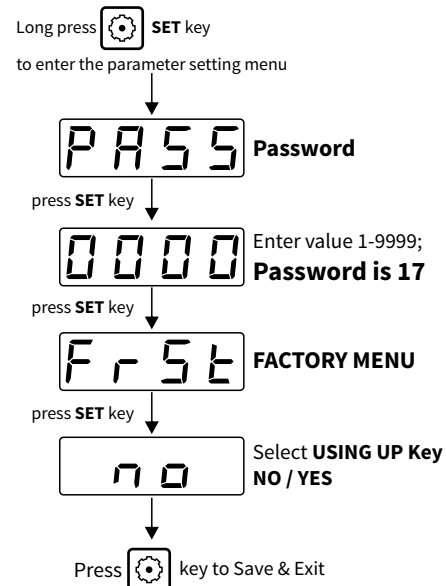 Long press SET key
to enter the parameter setting menu
PASS Password
press SET key
0000 Enter value 1-9999;
Password is 17
press SET key
FrSt FACTORY MENU
press SET key
no Select USING UP Key
NO / YES
Press key to Save & Exit